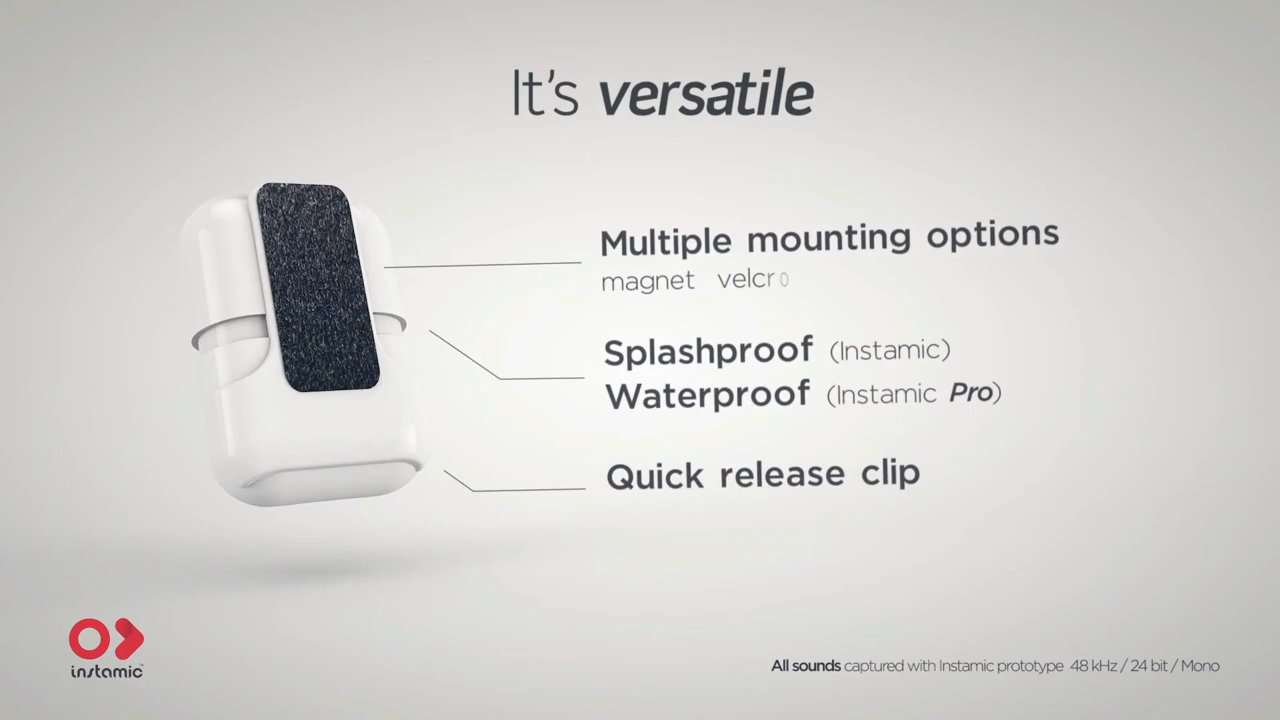 It's versatile
Multiple mounting options
magnet velcro
Splashproof (Instamic)
Waterproof (Instamic Pro)
Quick release clip
instamic™
All sounds captured with Instamic prototype 48 kHz / 24 bit / Mono